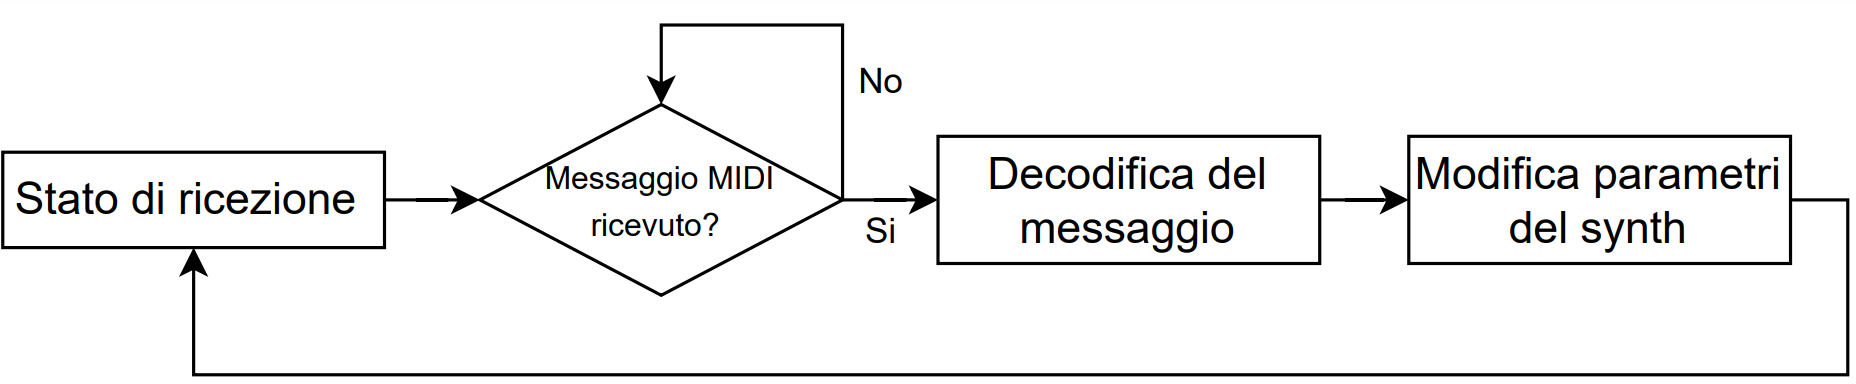 Stato di ricezione
Messaggio MIDI
ricevuto?
No
Si
Decodifica del
messaggio
Modifica parametri
del synth